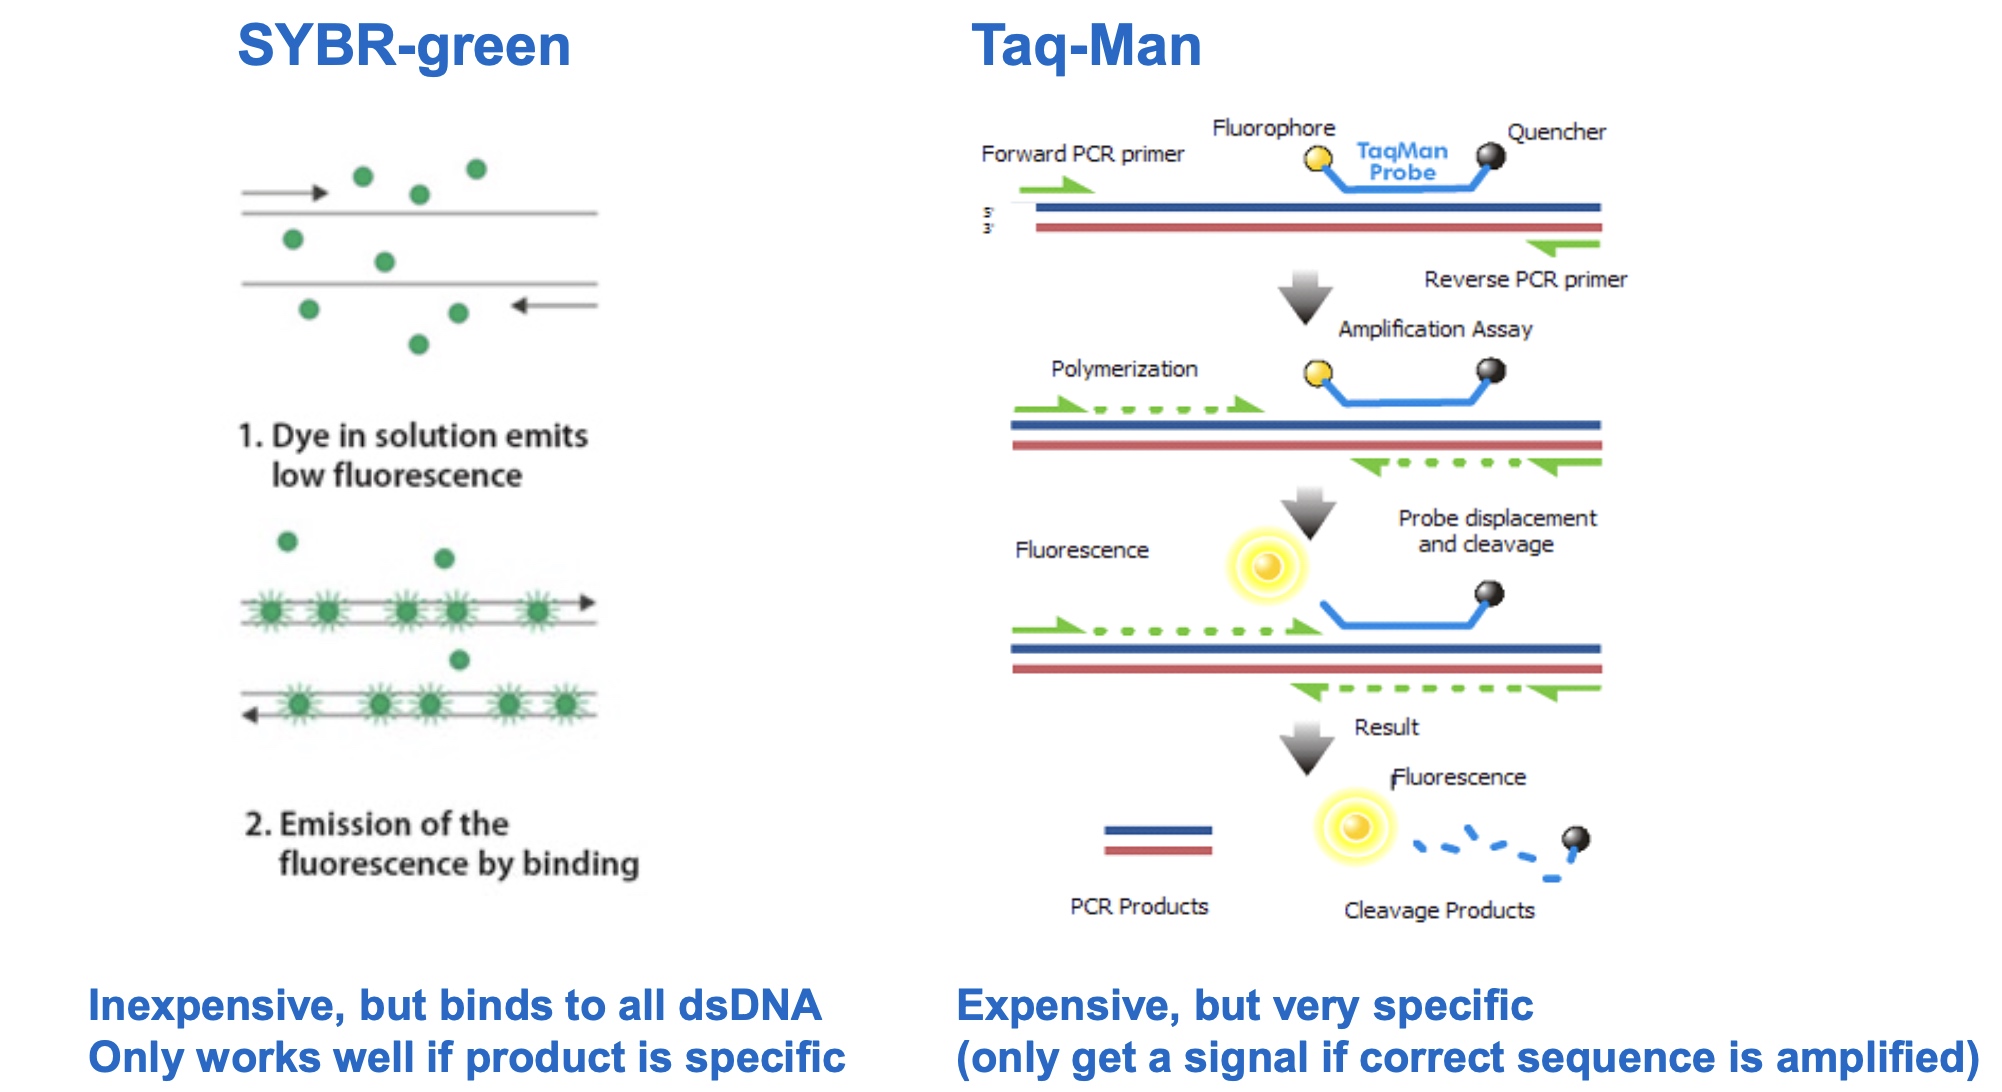 SYBR-green
1. Dye in solution emits
low fluorescence
2. Emission of the
fluorescence by binding
Inexpensive, but binds to all dsDNA
Only works well if product is specific
Taq-Man
Fluorophore
Quencher
Forward PCR primer
TaqMan
Probe
5'
3'
Reverse PCR primer
Amplification Assay
Polymerization
Probe displacement
and cleavage
Fluorescence
Result
Fluorescence
PCR Products
Cleavage Products
Expensive, but very specific
(only get a signal if correct sequence is amplified)